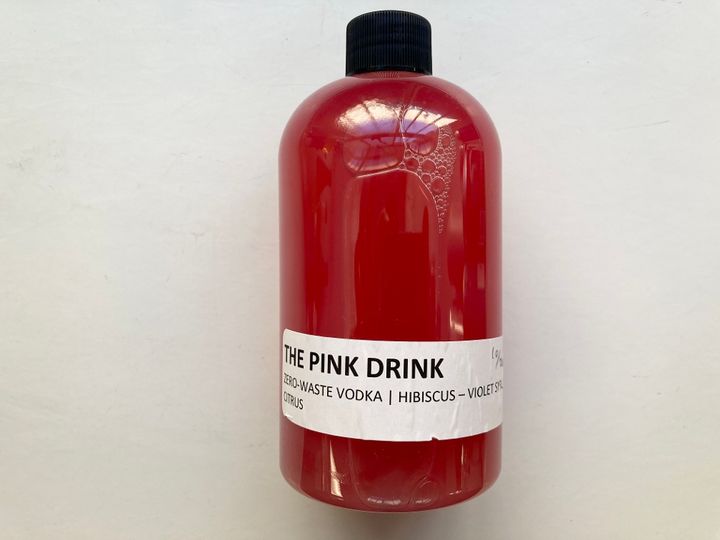 THE PINK DRINK
ZERO-WASTE VODKA | HIBISCUS – VIOLET
CITRUS